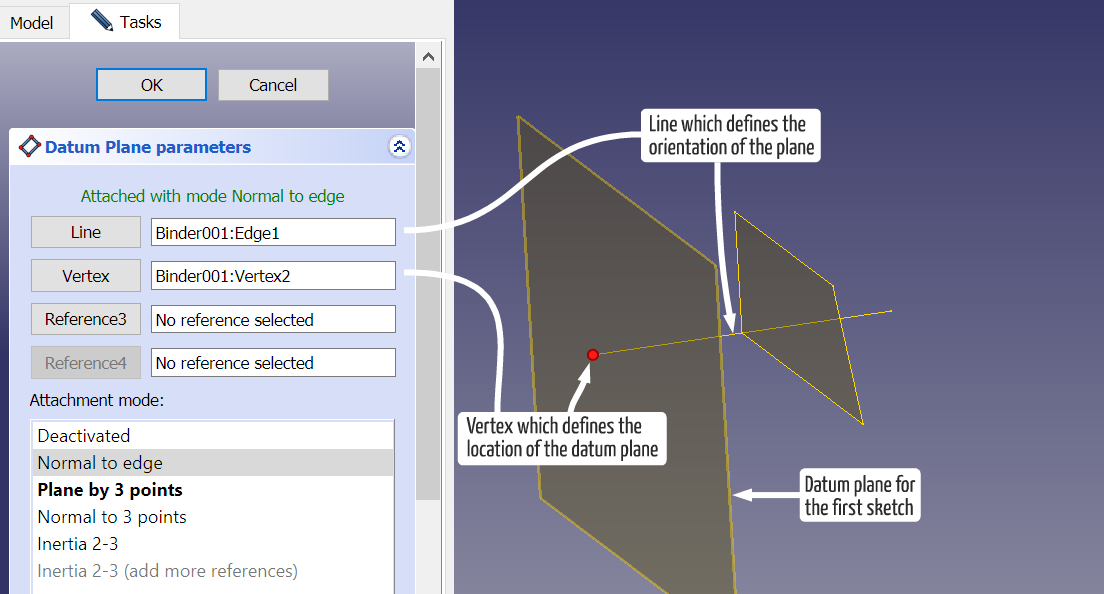 Model
Tasks
OK
Cancel
Datum Plane parameters
Attached with mode Normal to edge
Line
Binder001:Edge1
Vertex
Binder001:Vertex2
Reference3
No reference selected
Reference4
No reference selected
Attachment mode:
Deactivated
Normal to edge
Plane by 3 points
Normal to 3 points
Inertia 2-3
Inertia 2-3 (add more references)
Line which defines the
orientation of the plane
Vertex which defines the
location of the datum plane
Datum plane for
the first sketch